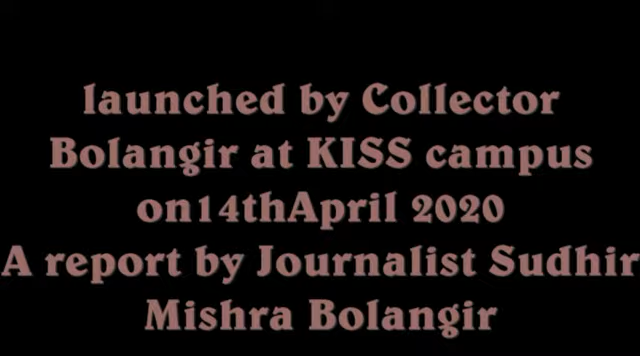 launched by Collector
Bolangir at KISS campus
on14thApril 2020
A report by Journalist Sudhir
Mishra Bolangir